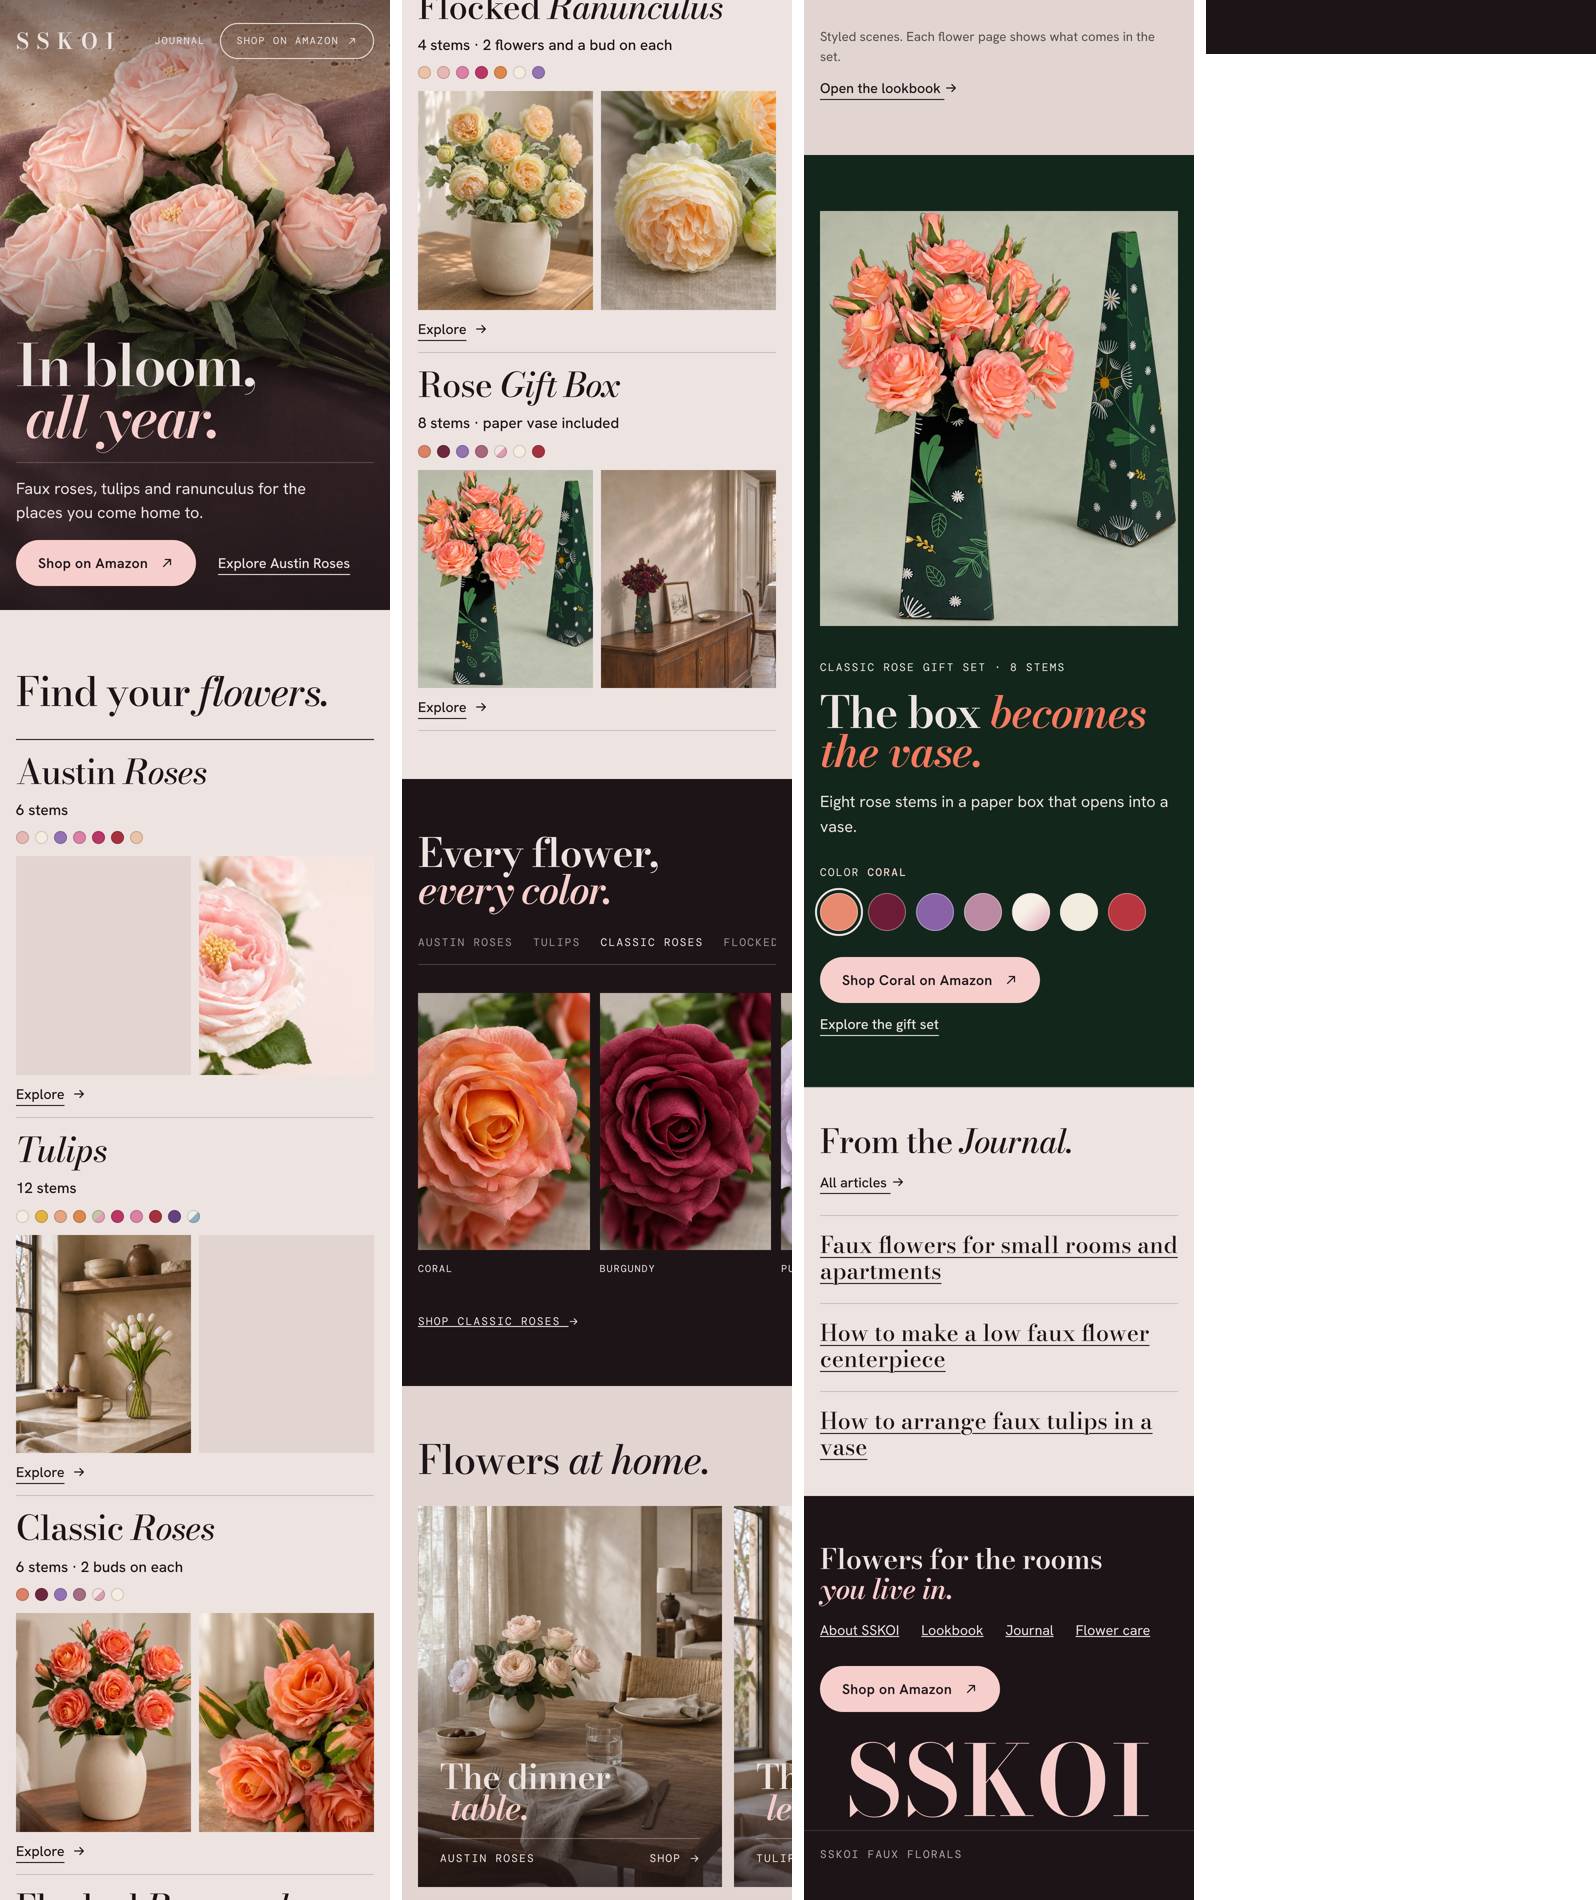 SSKOI
JOURNAL
SHOP ON AMAZON ↗
In bloom,
all year.
Faux roses, tulips and ranunculus for the
places you come home to.
Shop on Amazon ↗
Explore Austin Roses
Find your flowers.
Austin Roses
6 stems
Explore →
Tulips
12 stems
Explore →
Classic Roses
6 stems · 2 buds on each
Explore →
Flocked Ranunculus
4 stems · 2 flowers and a bud on each
Explore →
Rose Gift Box
8 stems · paper vase included
Explore →
Every flower,
every color.
AUSTIN ROSES
TULIPS
CLASSIC ROSES
FLOCKED
CORAL
BURGUNDY
SHOP CLASSIC ROSES →
Flowers at home.
The dinner
table.
AUSTIN ROSES
SHOP →
Styled scenes. Each flower page shows what comes in the
set.
Open the lookbook →
CLASSIC ROSE GIFT SET · 8 STEMS
The box becomes
the vase.
Eight rose stems in a paper box that opens into a
vase.
COLOR CORAL
Shop Coral on Amazon ↗
Explore the gift set
From the Journal.
All articles →
Faux flowers for small rooms and
apartments
How to make a low faux flower
centerpiece
How to arrange faux tulips in a
vase
Flowers for the rooms
you live in.
About SSKOI
Lookbook
Journal
Flower care
Shop on Amazon ↗
SSKOI
SSKOI FAUX FLORALS